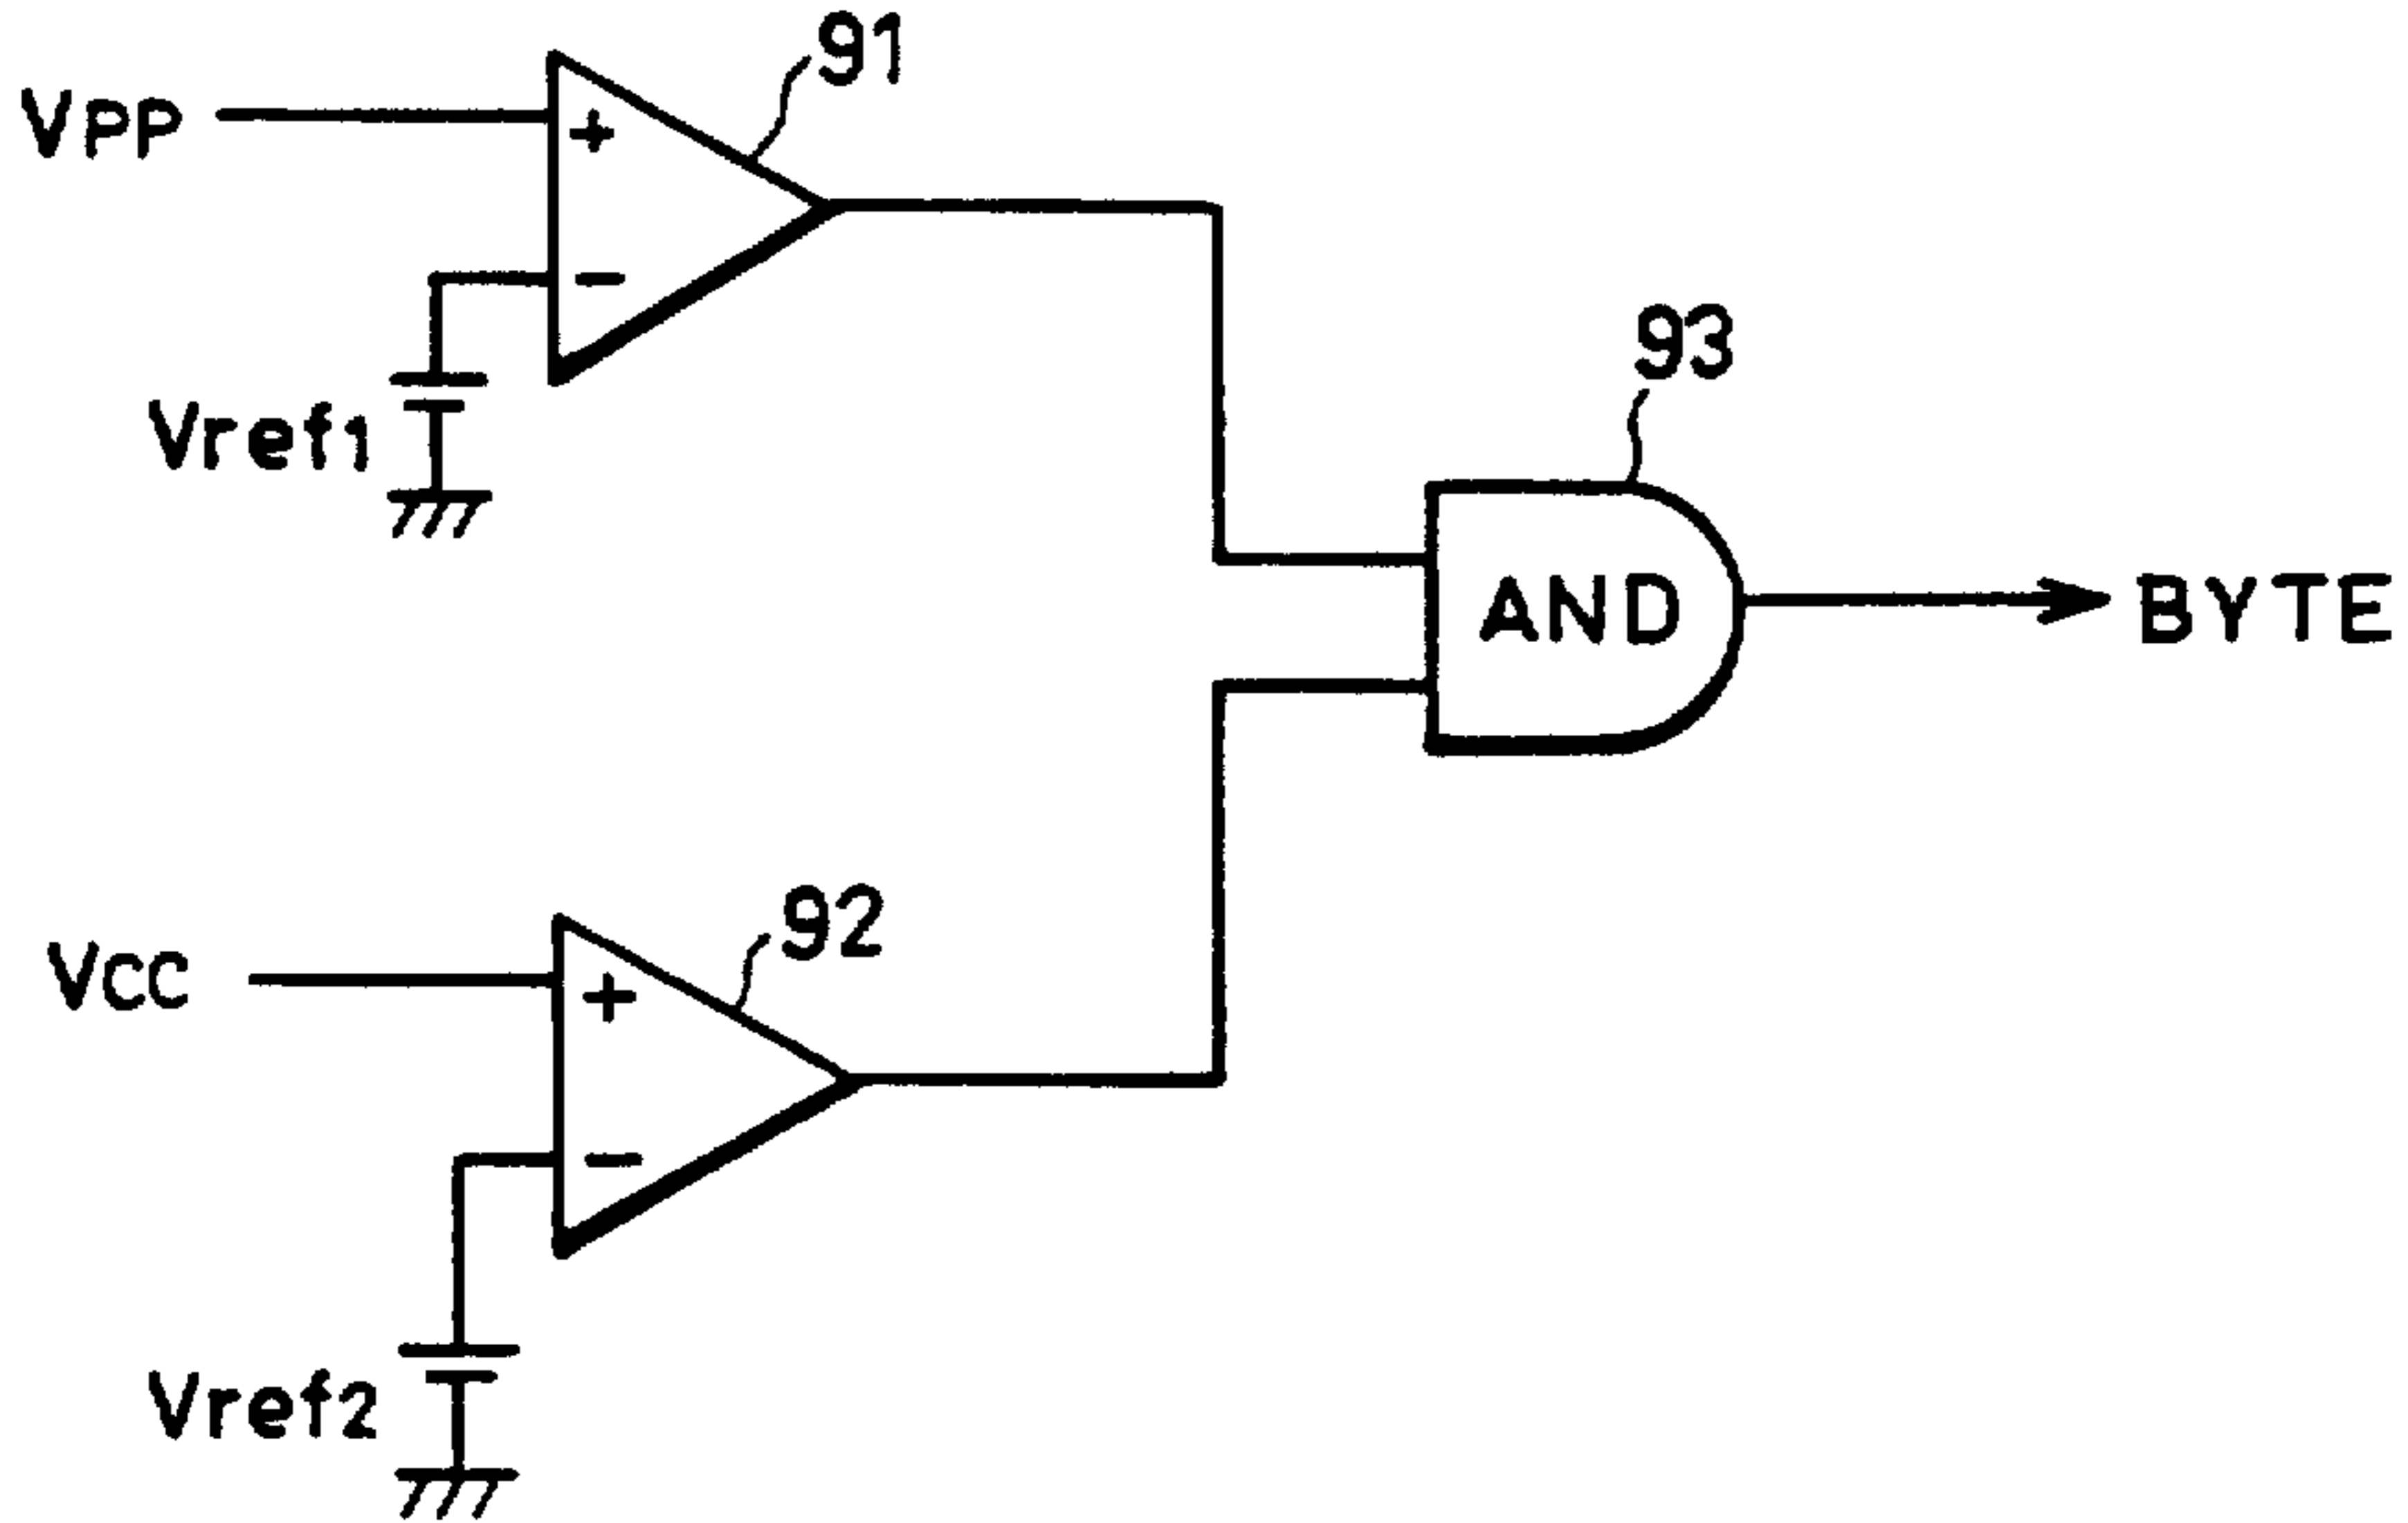 91
VPP
+
−
Vref1
93
AND
BYTE
92
VCC
+
−
Vref2